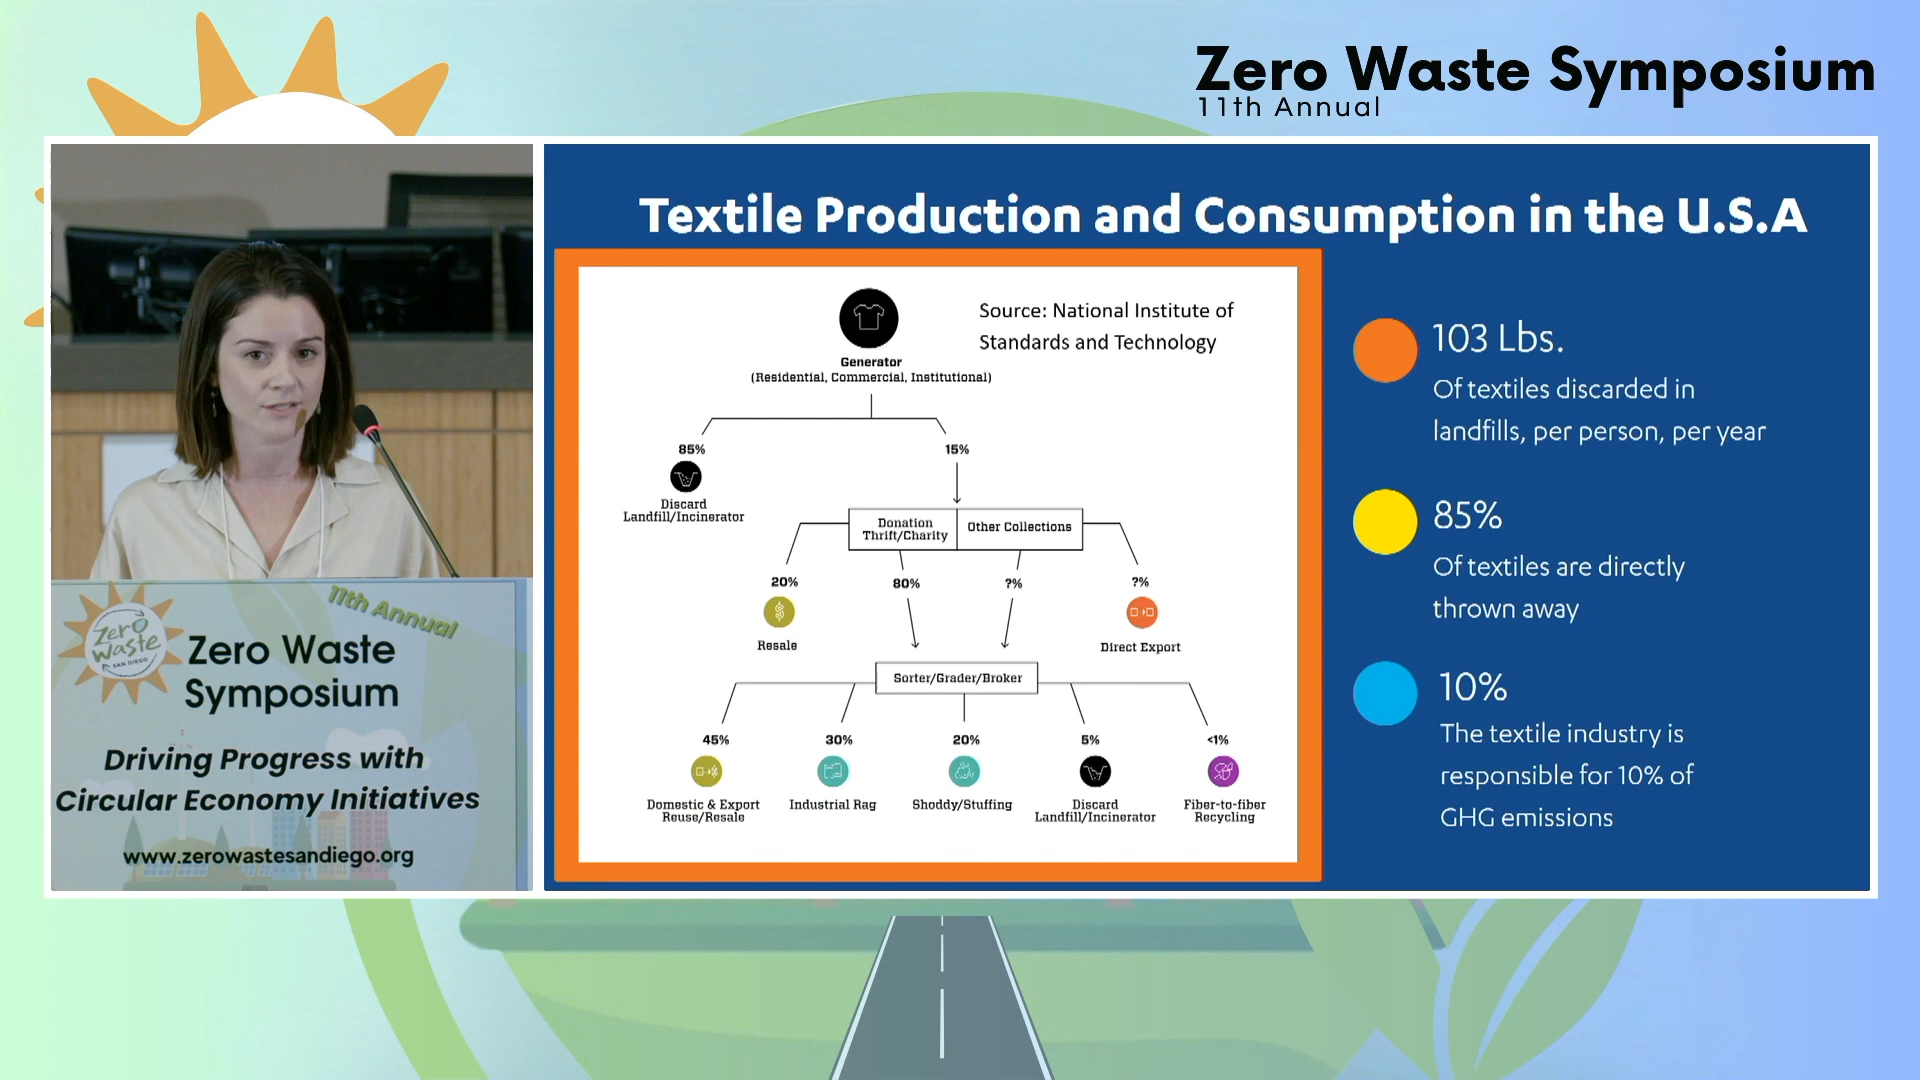 Zero Waste Symposium
11th Annual
Textile Production and Consumption in the U.S.A
Source: National Institute of
Standards and Technology
Generator
(Residential, Commercial, Institutional)
85%
15%
Discard
Landfill/Incinerator
Donation
Thrift/Charity
Other Collections
20%
80%
?%
?%
Resale
Direct Export
Sorter/Grader/Broker
45%
30%
20%
5%
<1%
Domestic & Export
Reuse/Resale
Industrial Rag
Shoddy/Stuffing
Discard
Landfill/Incinerator
Fiber-to-fiber
Recycling
103 Lbs.
Of textiles discarded in
landfills, per person, per year
85%
Of textiles are directly
thrown away
10%
The textile industry is
responsible for 10% of
GHG emissions
11th Annual
Zero
Waste
SAN DIEGO
Zero Waste
Symposium
Driving Progress with
Circular Economy Initiatives
www.zerowastesandiego.org